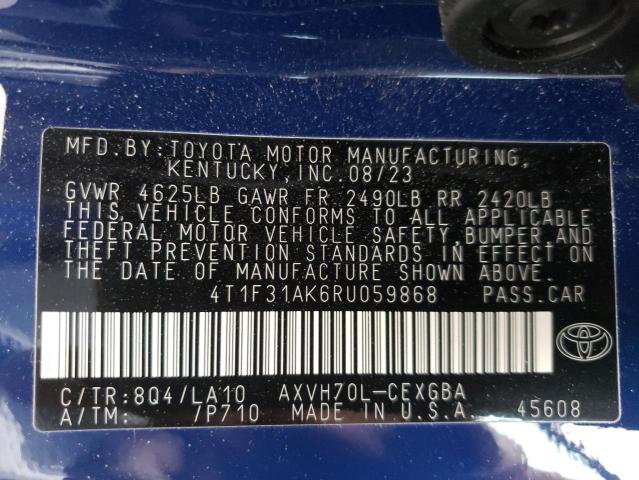 MFD.BY:TOYOTA MOTOR MANUFACTURING,
KENTUCKY,INC.08/23
GVWR 4625LB GAWR FR 2490LB RR 2420LB
THIS VEHICLE CONFORMS TO ALL APPLICABLE
FEDERAL MOTOR VEHICLE SAFETY,BUMPER,AND
THEFT PREVENTION STANDARDS IN EFFECT ON
THE DATE OF MANUFACTURE SHOWN ABOVE.
4T1F31AK6RU059868 PASS.CAR
C/TR:8Q4/LA10 AXVH70L-CEXGBA
A/TM: /P710 MADE IN U.S.A. 45608